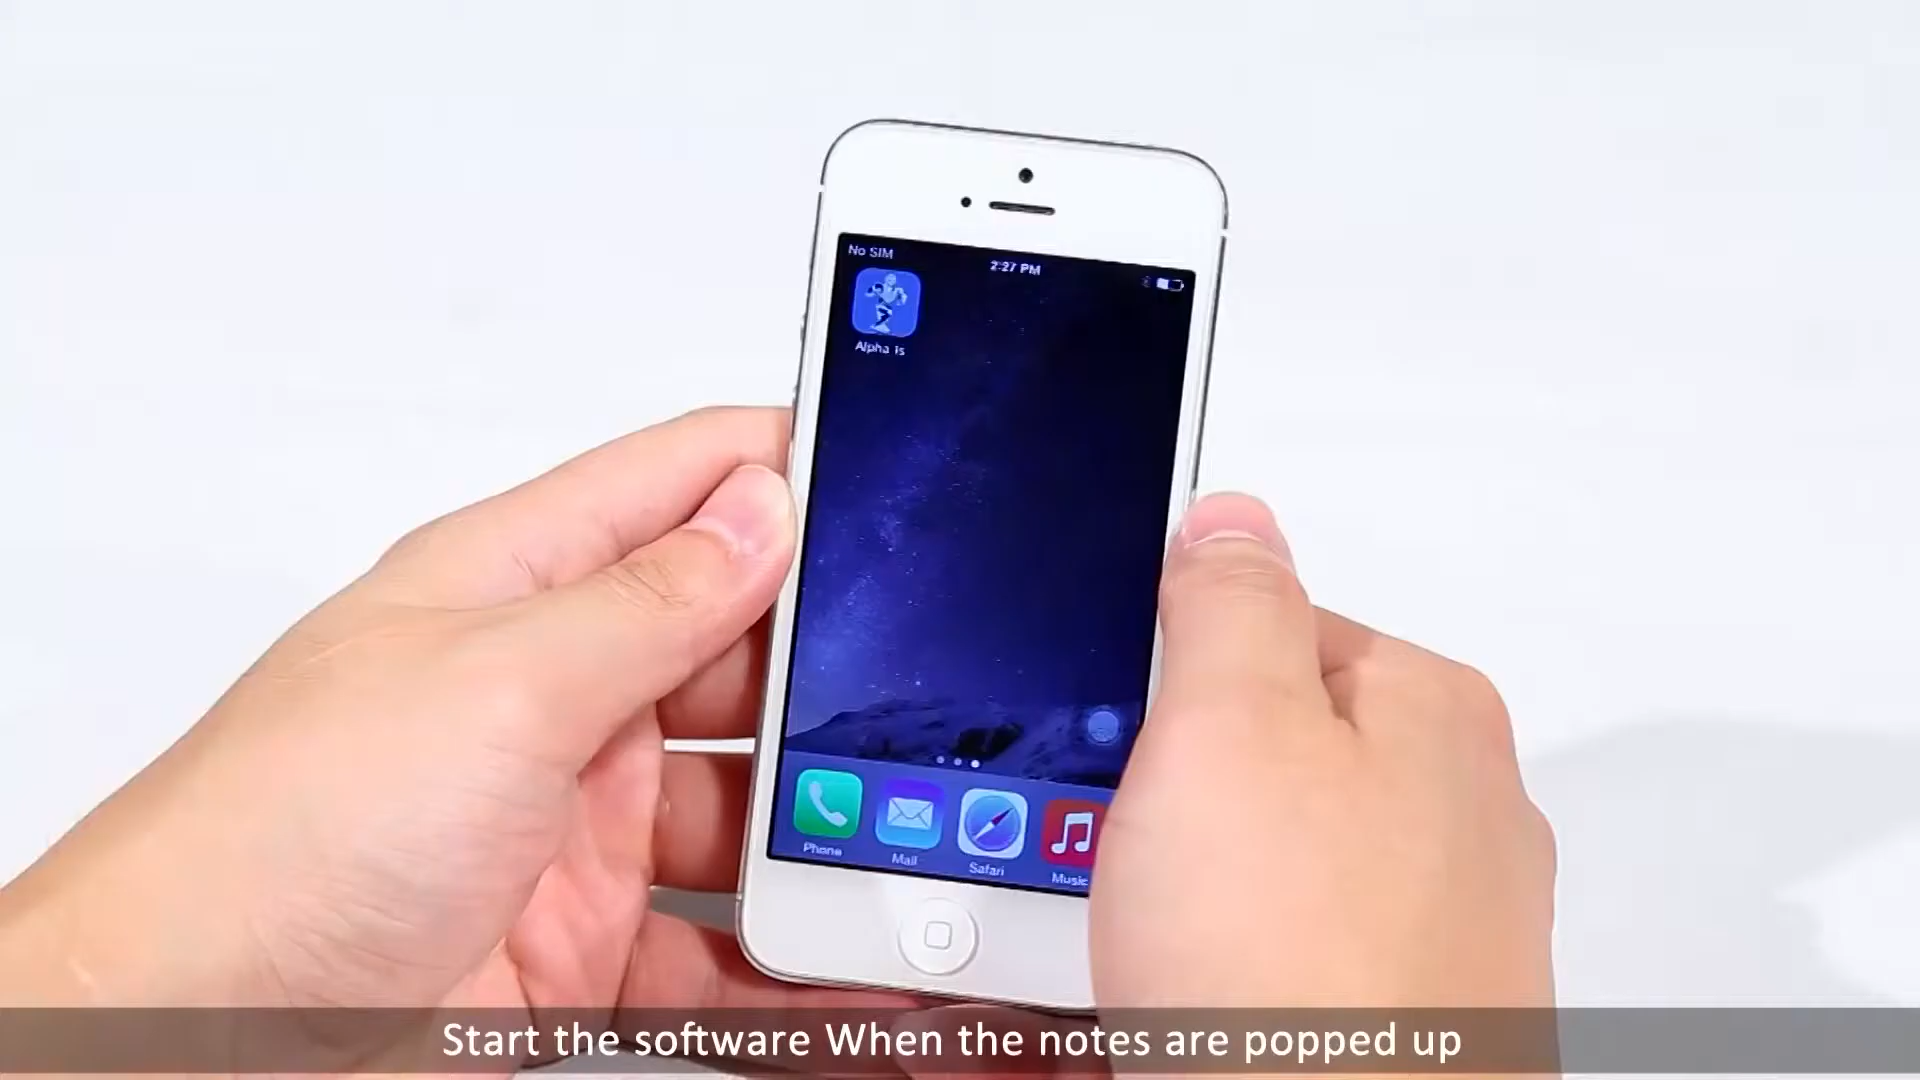 No SIM
2:27 PM
Alpha 1s
Phone
Mail
Safari
Music
Start the software When the notes are popped up